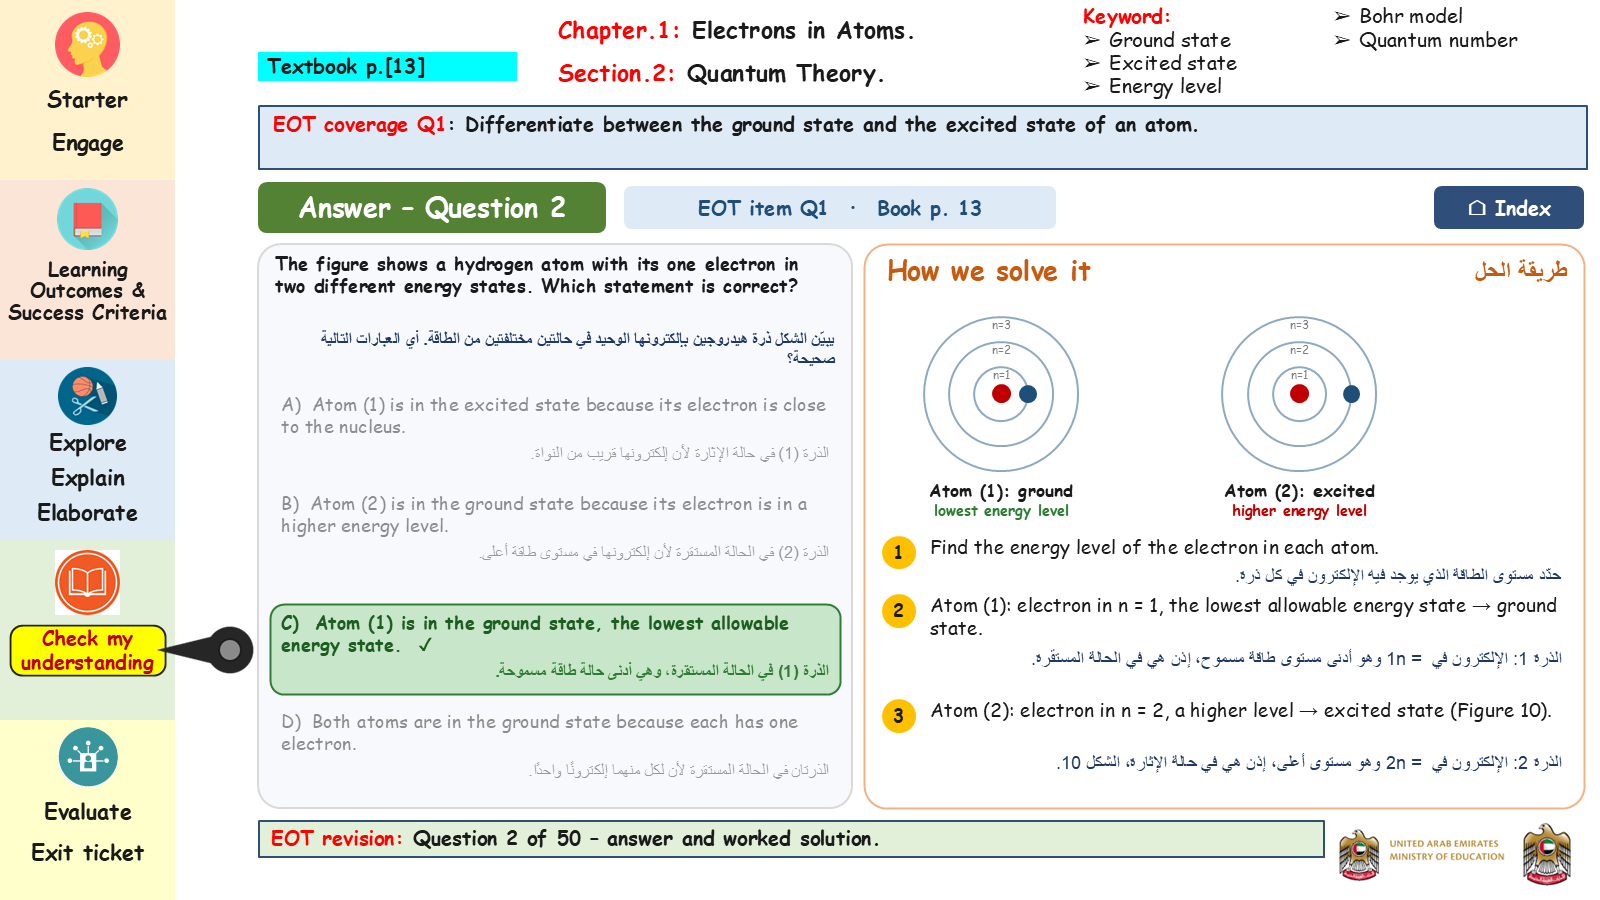 Starter
Engage
Learning
Outcomes &
Success Criteria
Explore
Explain
Elaborate
Check my
understanding
Evaluate
Exit ticket
Textbook p.[13]
Chapter.1: Electrons in Atoms.
Section.2: Quantum Theory.
Keyword:
➢ Ground state
➢ Excited state
➢ Energy level
➢ Bohr model
➢ Quantum number
EOT coverage Q1: Differentiate between the ground state and the excited state of an atom.
Answer – Question 2
EOT item Q1 · Book p. 13
Index
The figure shows a hydrogen atom with its one electron in
two different energy states. Which statement is correct?
يبيّن الشكل ذرة هيدروجين بإلكترونها الوحيد في حالتين مختلفتين من الطاقة. أي العبارات التالية
صحيحة؟
A) Atom (1) is in the excited state because its electron is close
to the nucleus.
الذرة (1) في حالة الإثارة لأن إلكترونها قريب من النواة.
B) Atom (2) is in the ground state because its electron is in a
higher energy level.
الذرة (2) في الحالة المستقرة لأن إلكترونها في مستوى طاقة أعلى.
C) Atom (1) is in the ground state, the lowest allowable
energy state. ✓
الذرة (1) في الحالة المستقرة، وهي أدنى حالة طاقة مسموحة.
D) Both atoms are in the ground state because each has one
electron.
الذرتان في الحالة المستقرة لأن لكل منهما إلكترونًا واحدًا.
How we solve it
طريقة الحل
n=3
n=2
n=1
Atom (1): ground
lowest energy level
n=3
n=2
n=1
Atom (2): excited
higher energy level
1 Find the energy level of the electron in each atom.
حدّد مستوى الطاقة الذي يوجد فيه الإلكترون في كل ذرة.
2 Atom (1): electron in n = 1, the lowest allowable energy state → ground
state.
الذرة 1: الإلكترون في = 1n وهو أدنى مستوى طاقة مسموح، إذن هي في الحالة المستقرة.
3 Atom (2): electron in n = 2, a higher level → excited state (Figure 10).
الذرة 2: الإلكترون في = 2n وهو مستوى أعلى، إذن هي في حالة الإثارة، الشكل 10.
EOT revision: Question 2 of 50 – answer and worked solution.
UNITED ARAB EMIRATES
MINISTRY OF EDUCATION